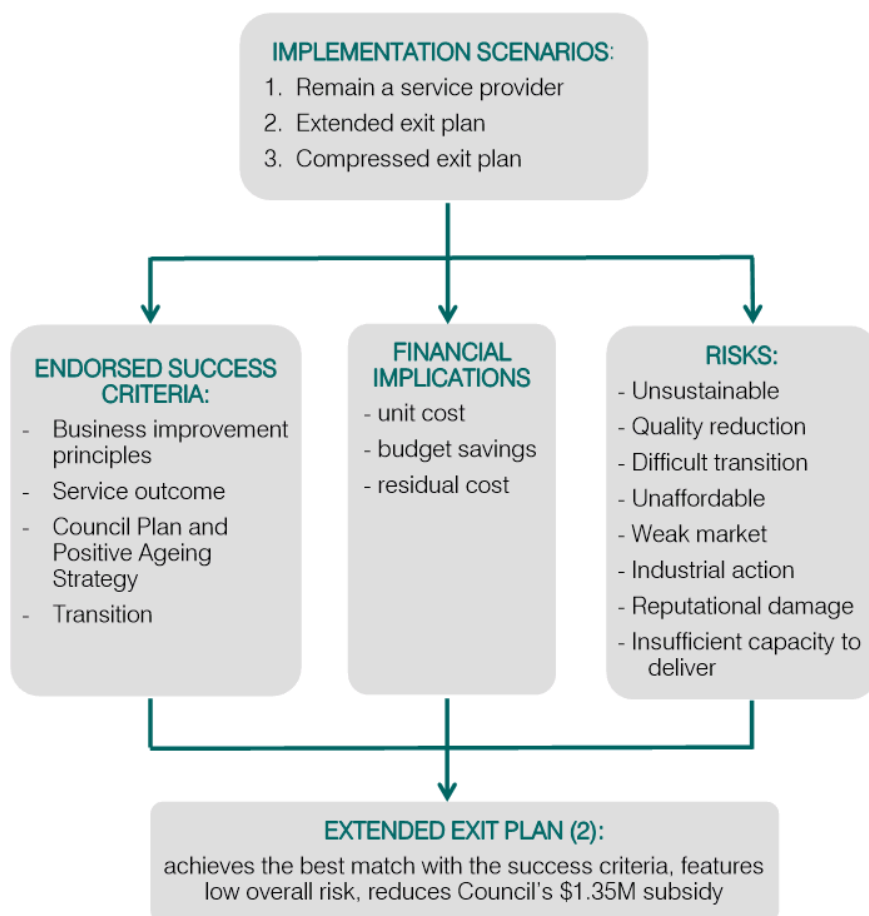 IMPLEMENTATION SCENARIOS:
1. Remain a service provider
2. Extended exit plan
3. Compressed exit plan
ENDORSED SUCCESS
CRITERIA:
- Business improvement
principles
- Service outcome
- Council Plan and
Positive Ageing
Strategy
- Transition
FINANCIAL
IMPLICATIONS
- unit cost
- budget savings
- residual cost
RISKS:
- Unsustainable
- Quality reduction
- Difficult transition
- Unaffordable
- Weak market
- Industrial action
- Reputational damage
- Insufficient capacity to
deliver
EXTENDED EXIT PLAN (2):
achieves the best match with the success criteria, features
low overall risk, reduces Council's $1.35M subsidy